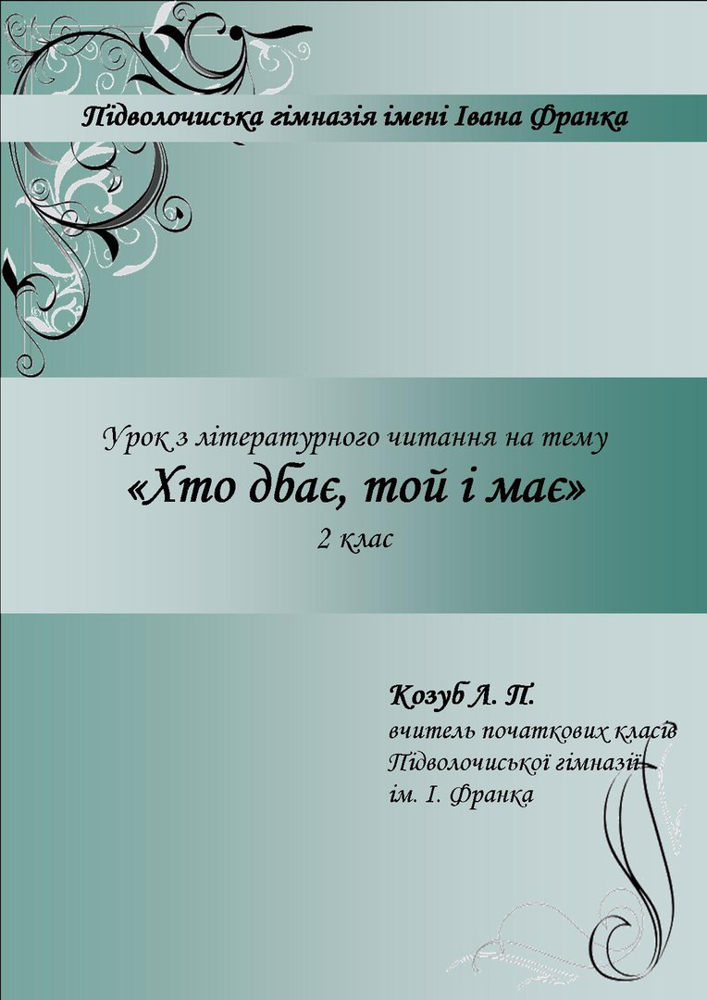 Підволочиська гімназія імені Івана Франка
Урок з літературного читання на тему
«Хто дбає, той і має»
2 клас
Козуб Л. П.
вчитель початкових класів
Підволочиської гімназії
ім. І. Франка